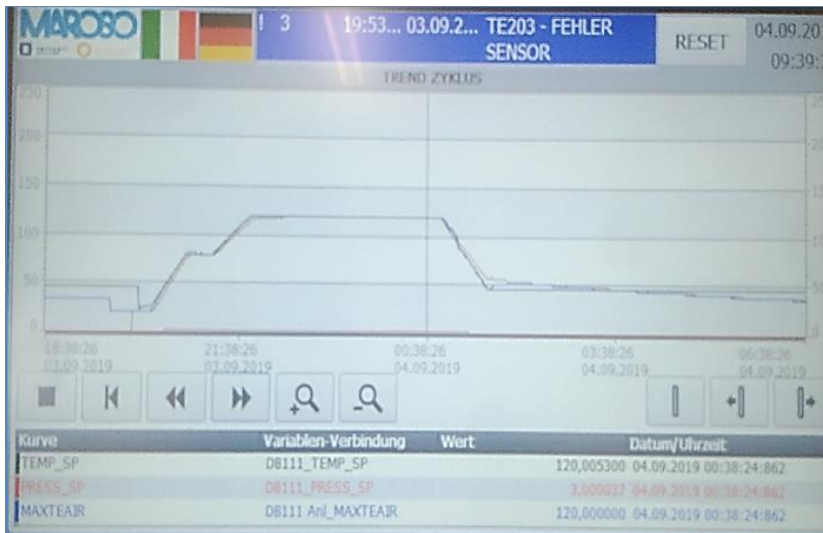 MAROSO
! 3 19:53... 03.09.2... TE203 - FEHLER SENSOR
RESET
04.09.20
09:39:
TREND ZYKLUS
250
200
150
100
50
0
18:38:26
03.09.2019
21:38:26
03.09.2019
00:38:26
04.09.2019
03:38:26
04.09.2019
06:38:26
04.09.2019
Kurve Variablen-Verbindung Wert Datum/Uhrzeit
TEMP_SP DB111_TEMP_SP 120,005300 04.09.2019 00:38:24:862
PRESS_SP DB111_PRESS_SP 3,000037 04.09.2019 00:38:24:862
MAXTEAIR DB111 Anl_MAXTEAIR 120,000000 04.09.2019 00:38:24:862